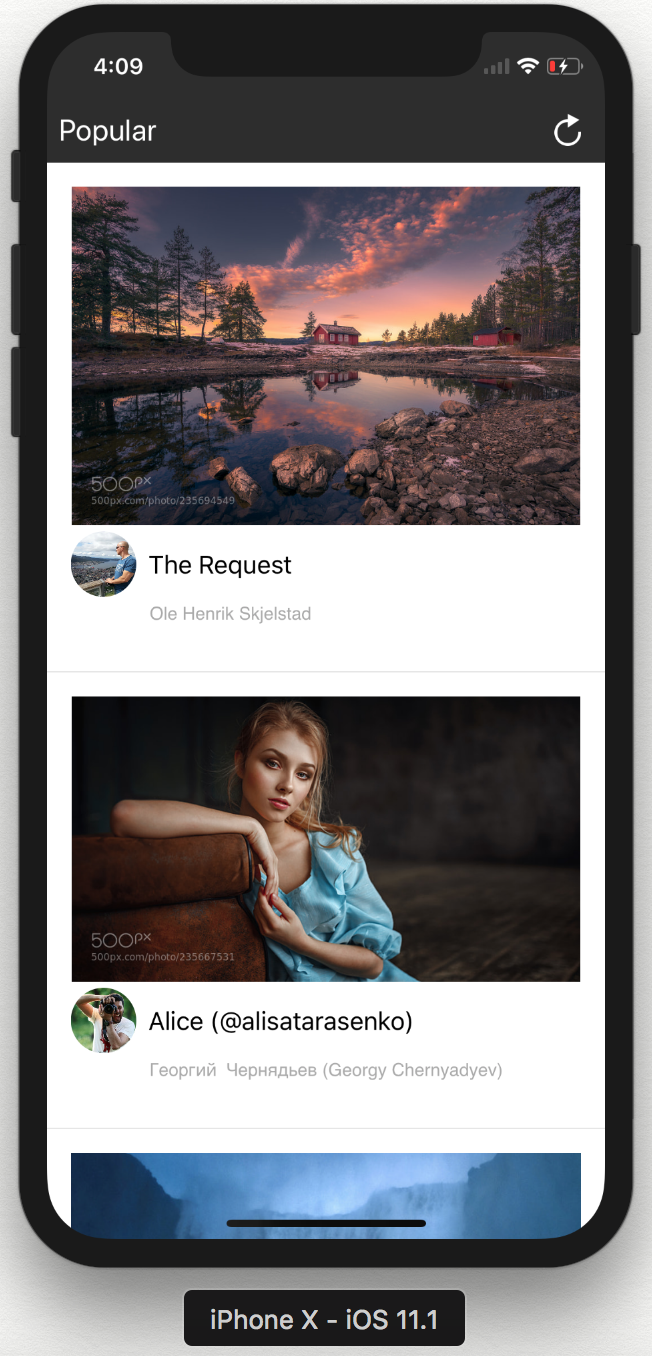 4:09
Popular
500px
500px.com/photo/235694549
The Request
Ole Henrik Skjelstad
500px
500px.com/photo/235667531
Alice (@alisatarasenko)
Георгий  Чернядьев (Georgy Chernyadyev)
iPhone X - iOS 11.1